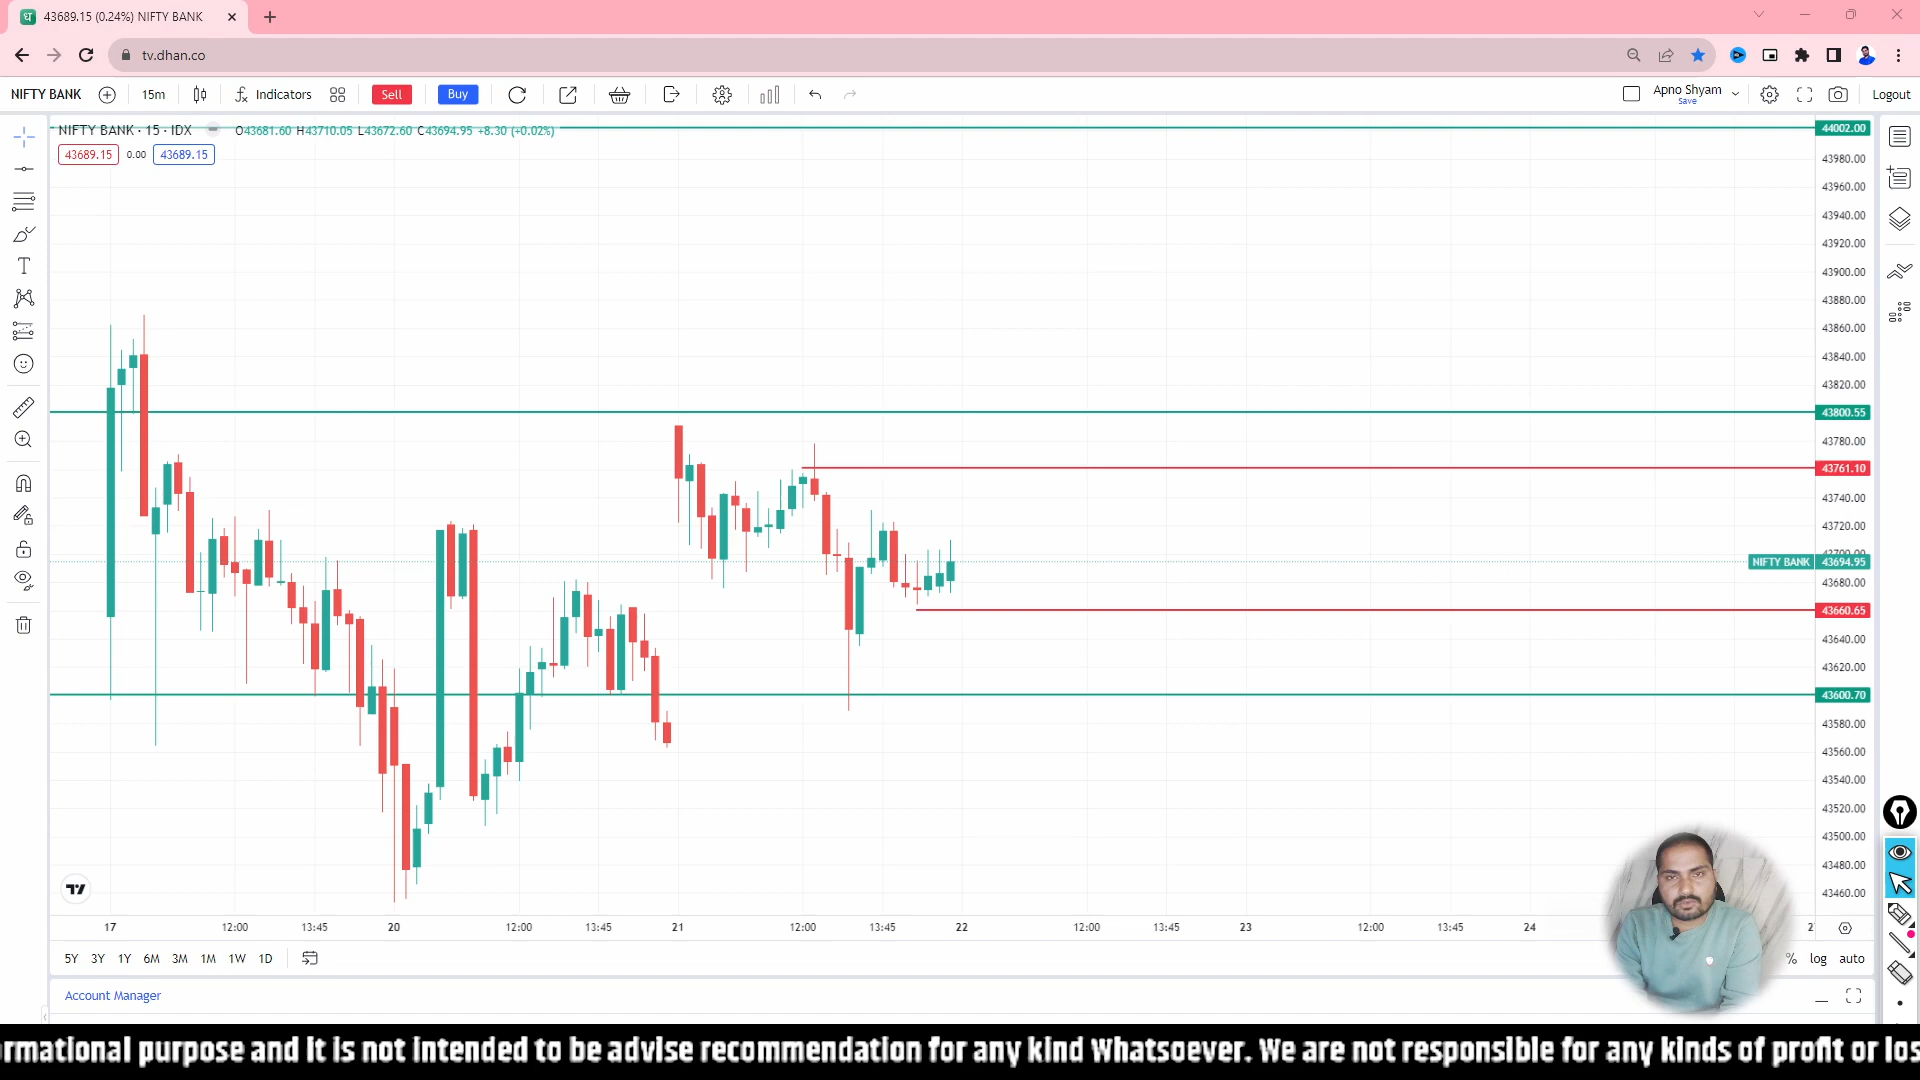 43689.15 (0.24%) NIFTY BANK
tv.dhan.co
NIFTY BANK 15m Indicators Sell Buy Apno Shyam Save Logout
NIFTY BANK · 15 · IDX O43681.60 H43710.05 L43672.60 C43694.95 +8.30 (+0.02%)
43689.15 0.00 43689.15
44002.00
43980.00
43960.00
43940.00
43920.00
43900.00
43880.00
43860.00
43840.00
43820.00
43800.55
43780.00
43761.10
43740.00
43720.00
43700.00
NIFTY BANK 43694.95
43680.00
43660.65
43640.00
43620.00
43600.70
43580.00
43560.00
43540.00
43520.00
43500.00
43480.00
43460.00
17 12:00 13:45 20 12:00 13:45 21 12:00 13:45 22 12:00 13:45 23 12:00 13:45 24 2
5Y 3Y 1Y 6M 3M 1M 1W 1D % log auto
Account Manager
rmational purpose and it is not intended to be advise recommendation for any kind Whatsoever. We are not responsible for any kinds of profit or los